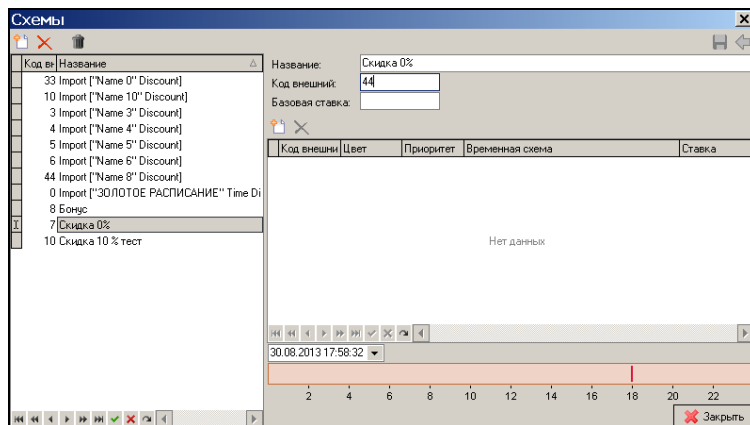 Схемы
Код вн Название
33 Import ["Name 0" Discount]
10 Import ["Name 10" Discount]
3 Import ["Name 3" Discount]
4 Import ["Name 4" Discount]
5 Import ["Name 5" Discount]
6 Import ["Name 6" Discount]
44 Import ["Name 8" Discount]
0 Import ["ЗОЛОТОЕ РАСПИСАНИЕ" Time Di
8 Бонус
7 Скидка 0%
10 Скидка 10 % тест
Название: Скидка 0%
Код внешний: 44
Базовая ставка:
Код внешни Цвет Приоритет Временная схема Ставка
Нет данных
30.08.2013 17:58:32
2 4 6 8 10 12 14 16 18 20 22
Закрыть